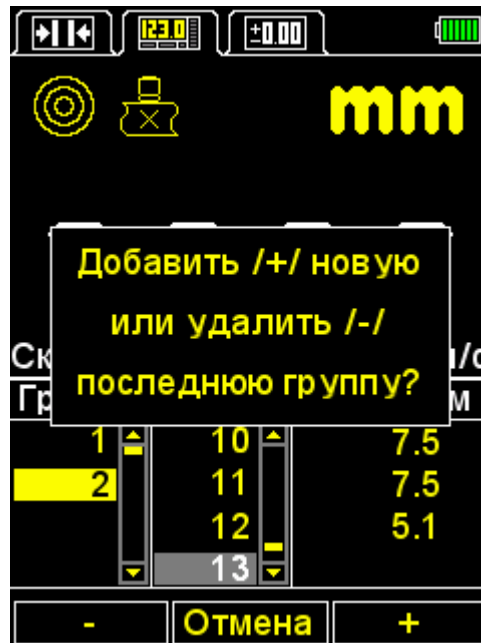 123.0 ±0.00
mm
Добавить /+/ новую
или удалить /-/
последнюю группу?
1 10 7.5
2 11 7.5
12 5.1
13
- Отмена +